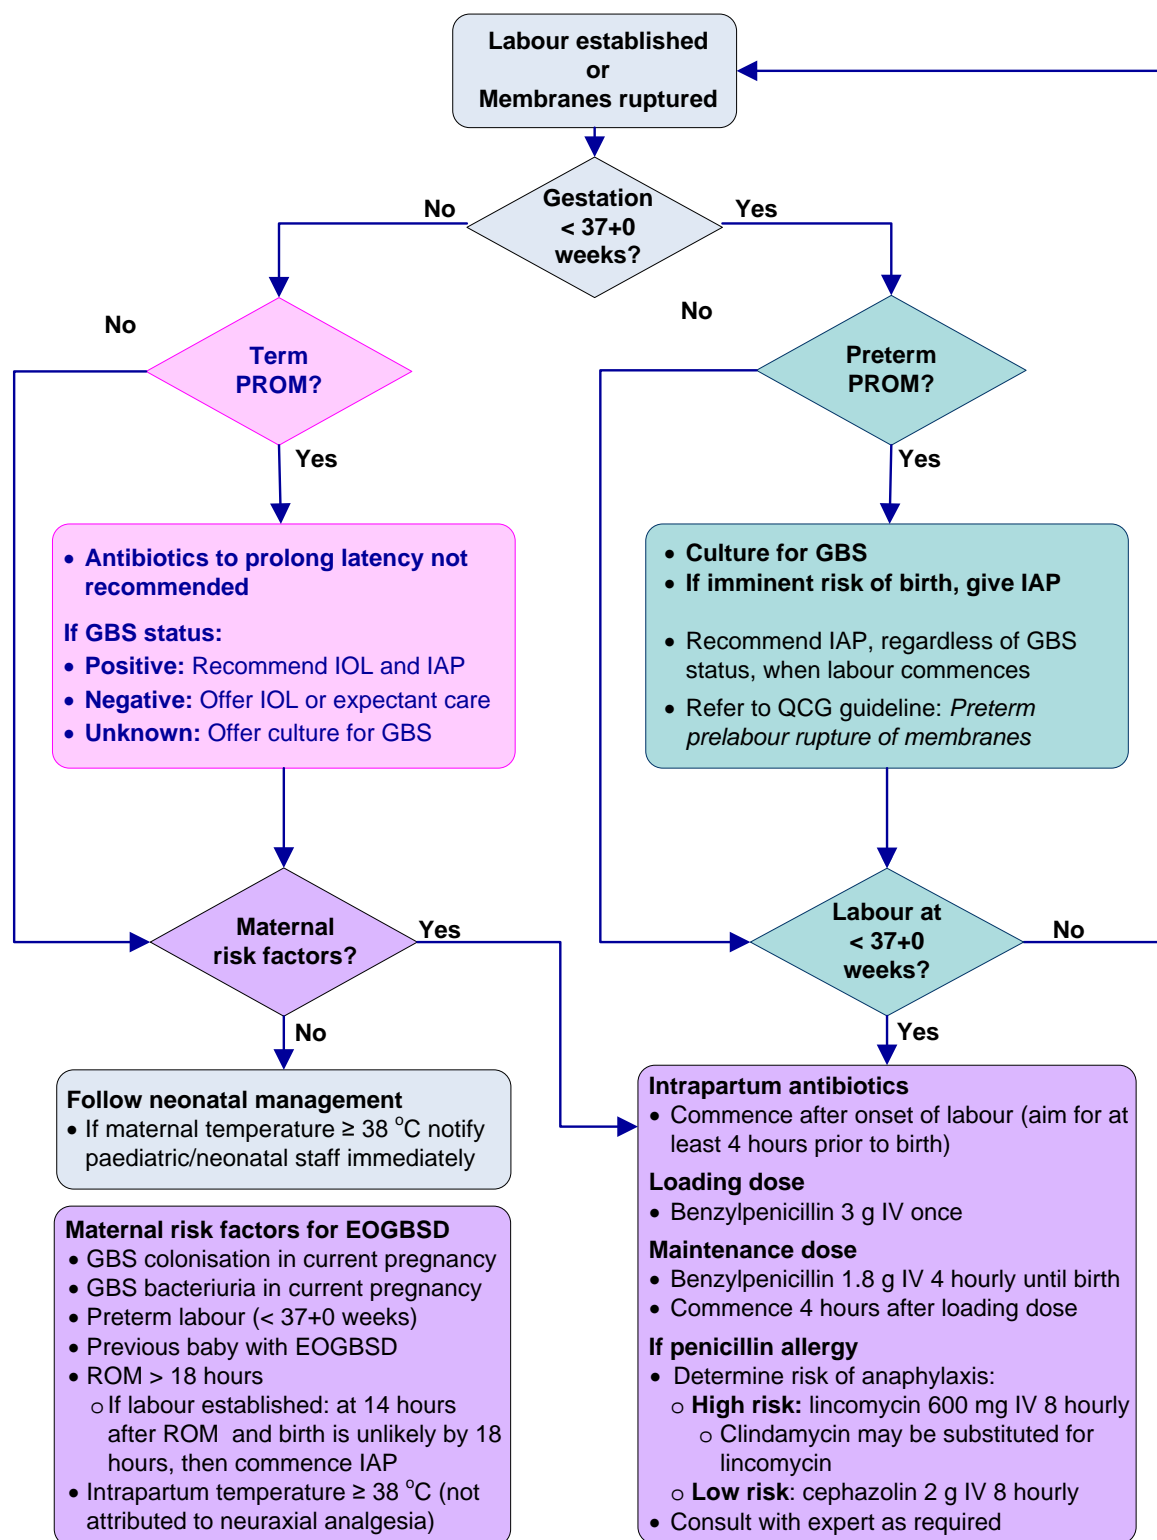 Labour established
or
Membranes ruptured
Gestation
< 37+0
weeks?
No
Yes
No
Term
PROM?
Yes
No
Preterm
PROM?
Yes
• Antibiotics to prolong latency not
recommended
If GBS status:
• Positive: Recommend IOL and IAP
• Negative: Offer IOL or expectant care
• Unknown: Offer culture for GBS
• Culture for GBS
• If imminent risk of birth, give IAP
• Recommend IAP, regardless of GBS
status, when labour commences
• Refer to QCG guideline: Preterm
prelabour rupture of membranes
Maternal
risk factors?
Yes
No
Labour at
< 37+0
weeks?
No
Yes
Follow neonatal management
• If maternal temperature ≥ 38 °C notify
paediatric/neonatal staff immediately
Maternal risk factors for EOGBSD
• GBS colonisation in current pregnancy
• GBS bacteriuria in current pregnancy
• Preterm labour (< 37+0 weeks)
• Previous baby with EOGBSD
• ROM > 18 hours
o If labour established: at 14 hours
after ROM and birth is unlikely by 18
hours, then commence IAP
• Intrapartum temperature ≥ 38 °C (not
attributed to neuraxial analgesia)
Intrapartum antibiotics
• Commence after onset of labour (aim for at
least 4 hours prior to birth)
Loading dose
• Benzylpenicillin 3 g IV once
Maintenance dose
• Benzylpenicillin 1.8 g IV 4 hourly until birth
• Commence 4 hours after loading dose
If penicillin allergy
• Determine risk of anaphylaxis:
o High risk: lincomycin 600 mg IV 8 hourly
o Clindamycin may be substituted for
lincomycin
o Low risk: cephazolin 2 g IV 8 hourly
• Consult with expert as required